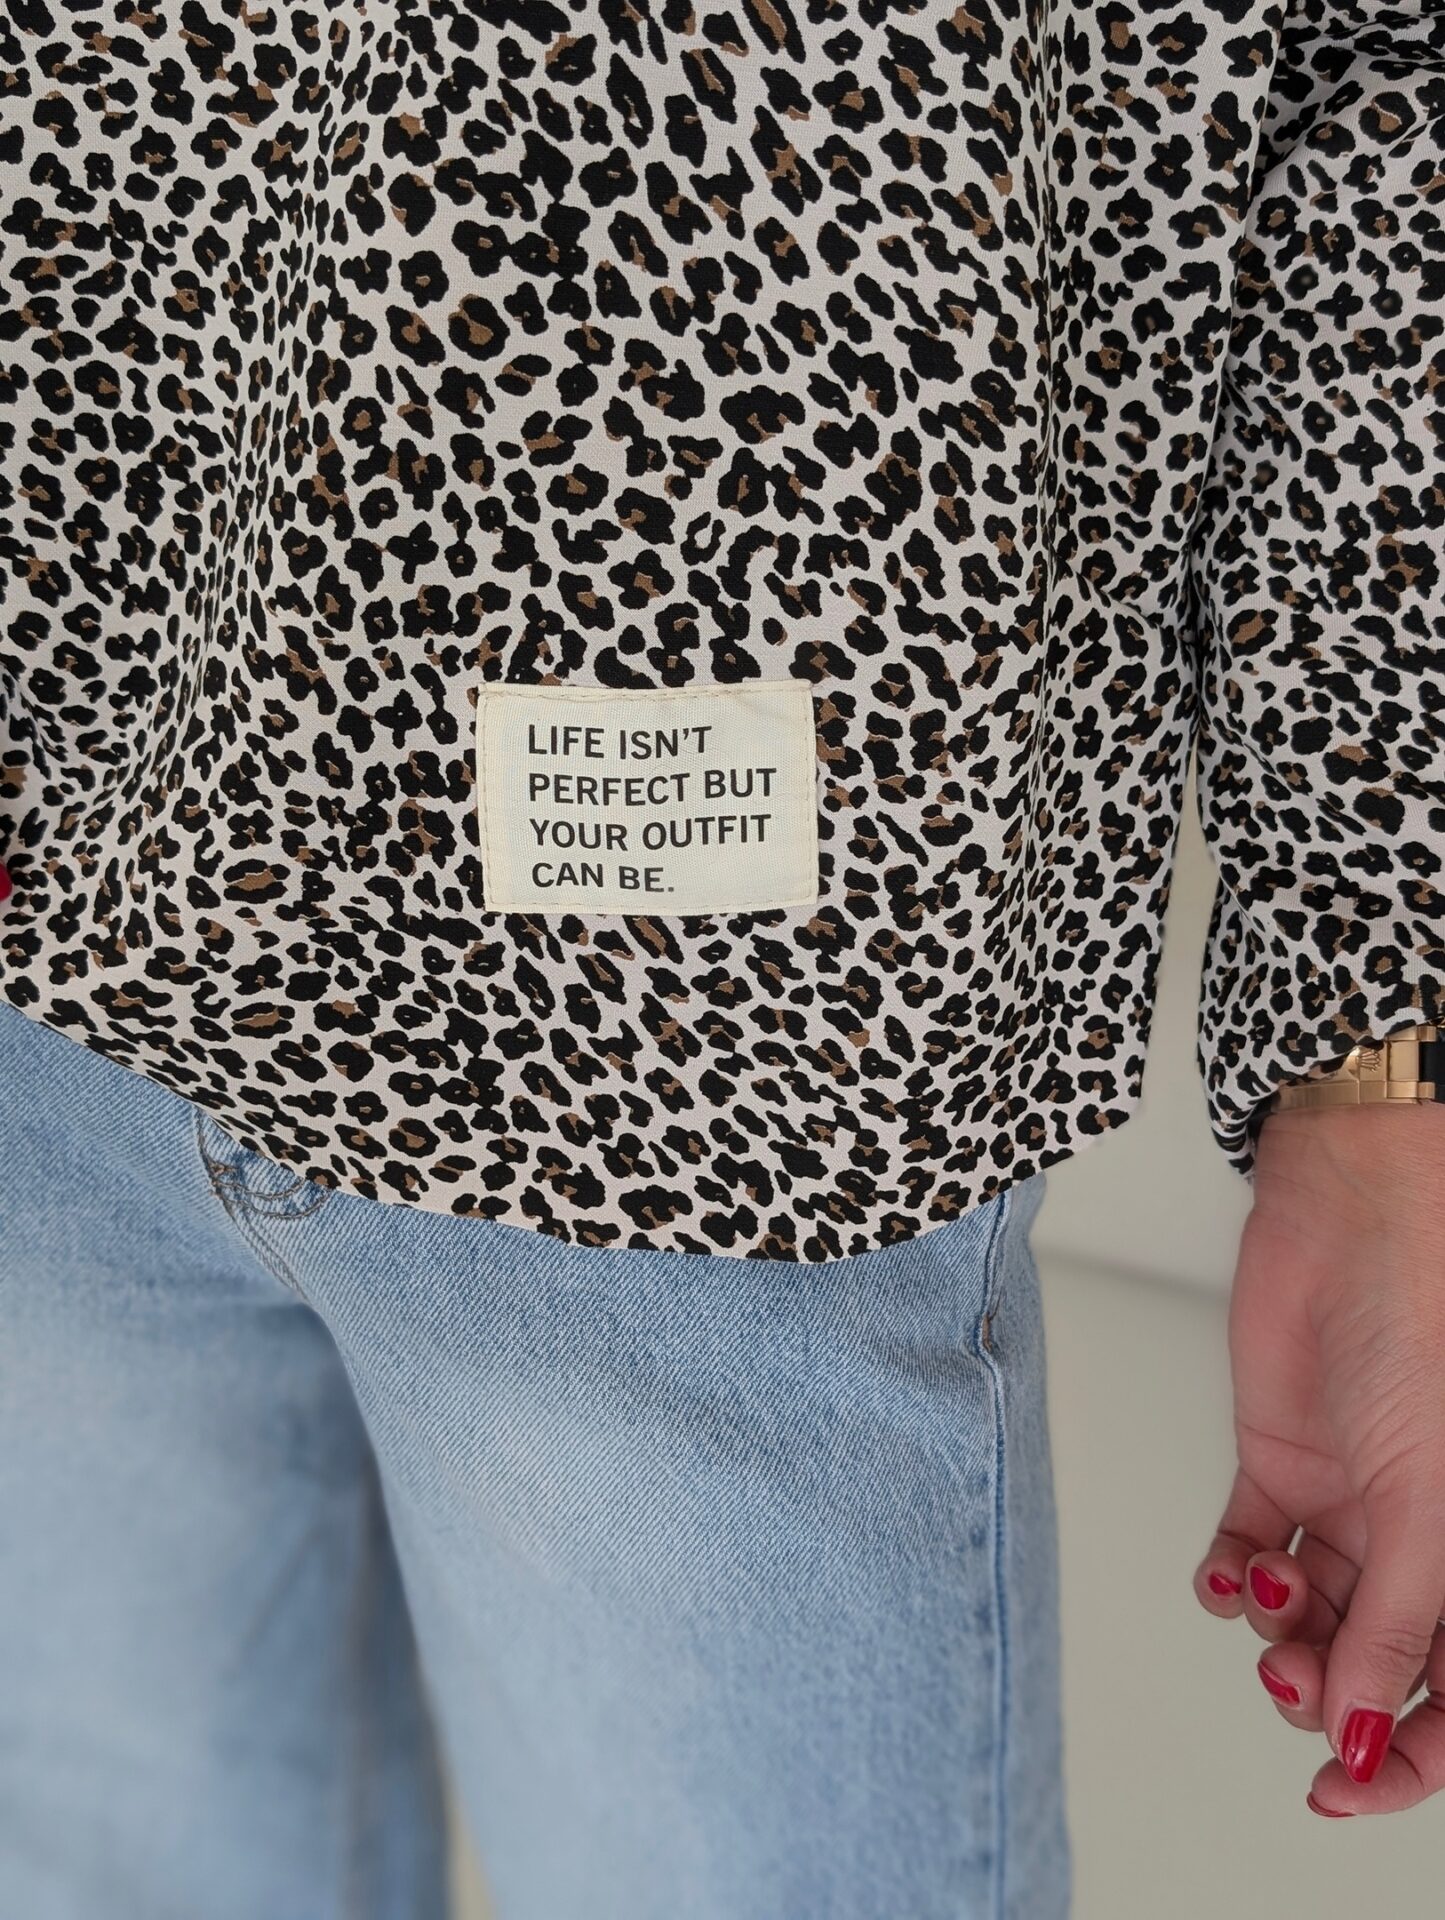 LIFE ISN'T
PERFECT BUT
YOUR OUTFIT
CAN BE.